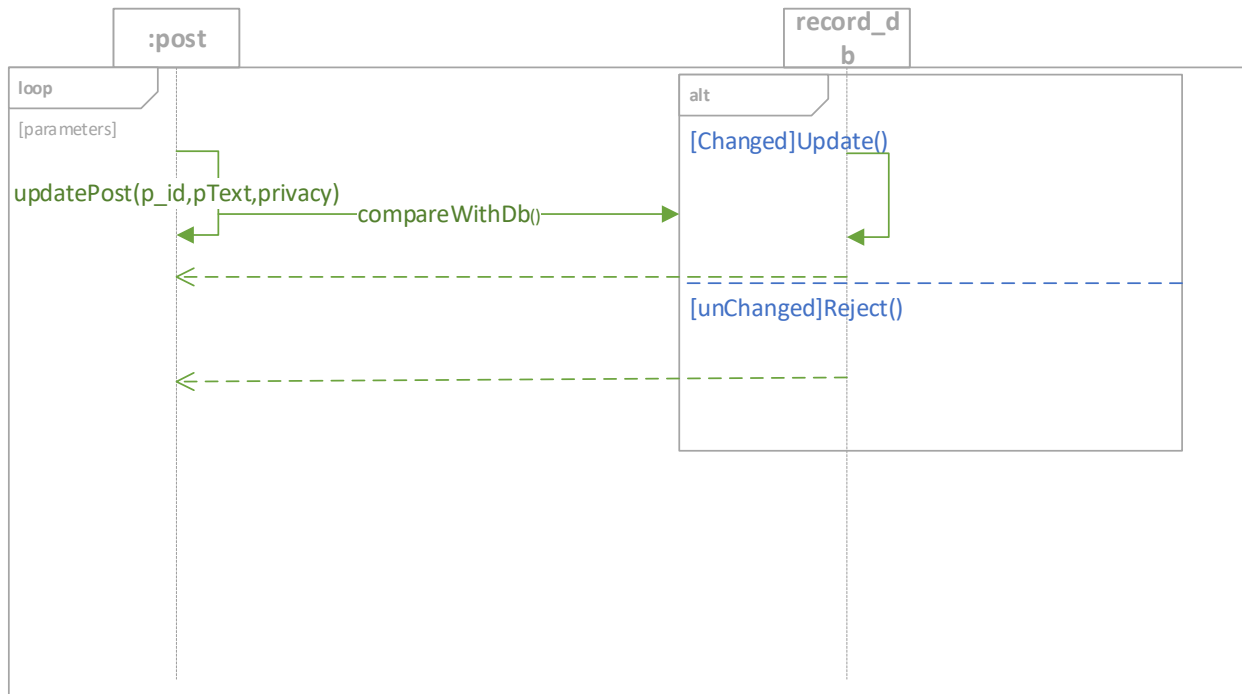 :post
record_d
b
loop
alt
[parameters]
[Changed]Update()
updatePost(p_id,pText,privacy)
compareWithDb()
[unChanged]Reject()